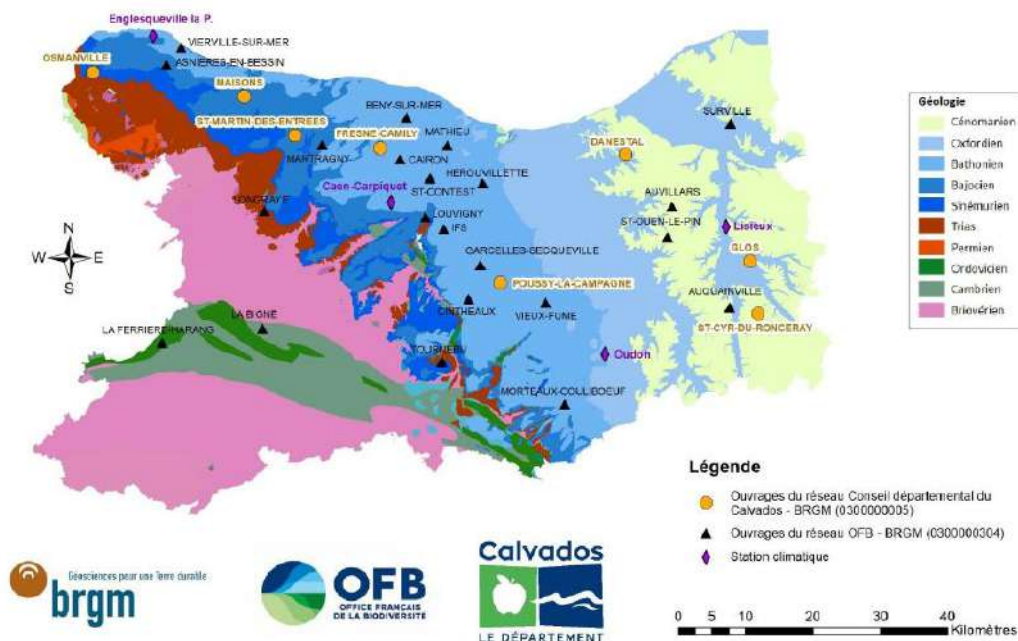 Englesqueville la P.
VIERVILLE-SUR-MER
OSMANVILLE
ASNIERES-EN-BESSIN
MAISONS
BENY-SUR-MER
SURVILLE
ST-MARTIN-DES-ENTREES
FRESNE-CAMILY
MATHIEU
DANESTAL
MARTRAGNY
CAIRON
HEROUVILLETTE
ST-CONTEST
Caen-Carpiquet
AUVILLARS
LONGRAYE
LOUVIGNY
IFS
ST-OUEN-LE-PIN
Lisieux
GLOS
GARCELLES-SECQUEVILLE
POUSSY-LA-CAMPAGNE
AUQUAINVILLE
CINTHEAUX
VIEUX-FUME
ST-CYR-DU-RONCERAY
LA BIGNE
LA FERRIERE-HARANG
TOURNEBU
Oudon
MORTEAUX-COULIBOEUF
N
W E
S
Géologie
Cénomanien
Oxfordien
Bathonien
Bajocien
Sinémurien
Trias
Permien
Ordovicien
Cambrien
Briovérien
Légende
Ouvrages du réseau Conseil départemental du
Calvados - BRGM (0300000005)
Ouvrages du réseau OFB - BRGM (0300000304)
Station climatique
0 5 10 20 30 40
Kilomètres
Géosciences pour une Terre durable
brgm
OFB
OFFICE FRANÇAIS
DE LA BIODIVERSITÉ
Calvados
LE DÉPARTEMENT